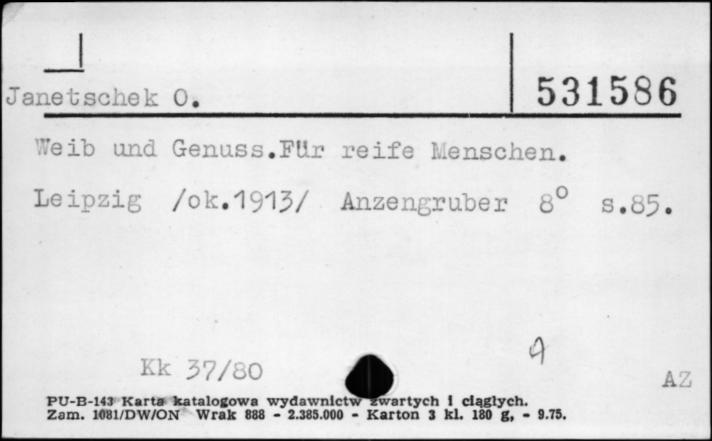 Janetschek O.
531586
Weib und Genuss.Für reife Menschen.
Leipzig /ok.1913/ Anzengruber 8° s.85.
Kk 37/80
AZ
PU-B-143 Karta katalogowa wydawnictw zwartych i ciągłych.
Zam. 1081/DW/ON Wrak 888 - 2.385.000 - Karton 3 kl. 180 g, - 9.75.